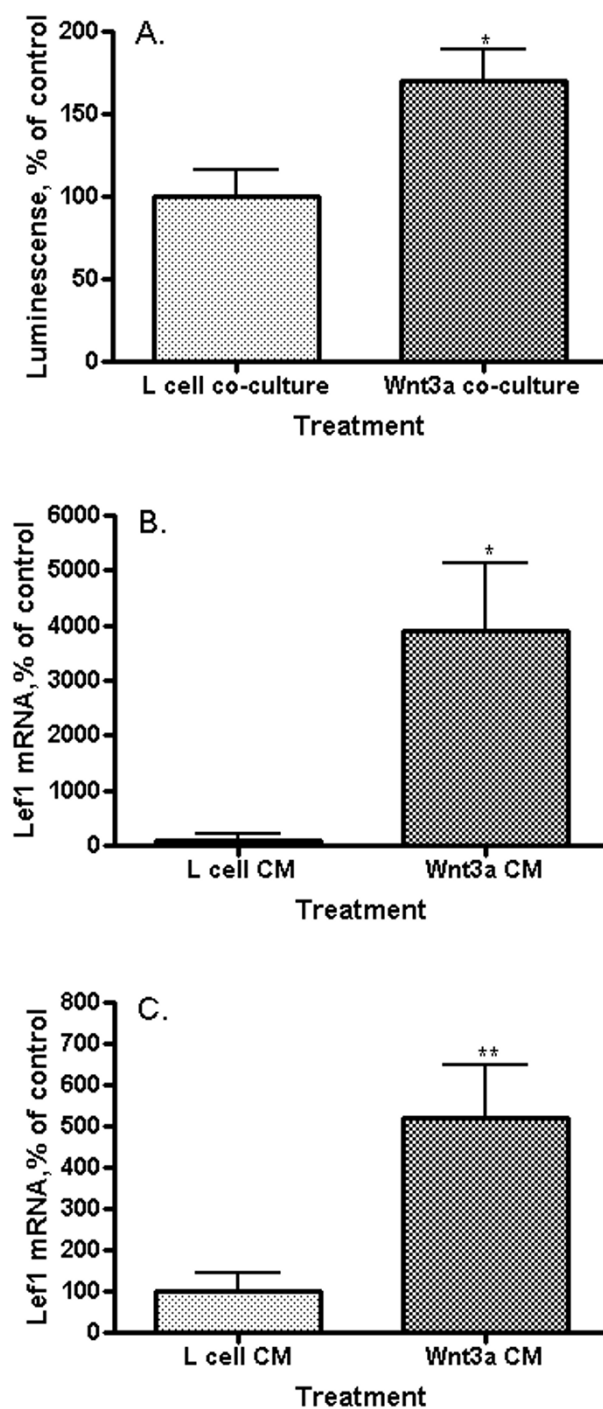 A.
Luminescense, % of control
200
150
100
50
0
*
L cell co-culture Wnt3a co-culture
Treatment
B.
Lef1 mRNA,% of control
6000
5000
4000
3000
2000
1000
0
*
L cell CM Wnt3a CM
Treatment
C.
Lef1 mRNA,% of control
800
700
600
500
400
300
200
100
0
**
L cell CM Wnt3a CM
Treatment